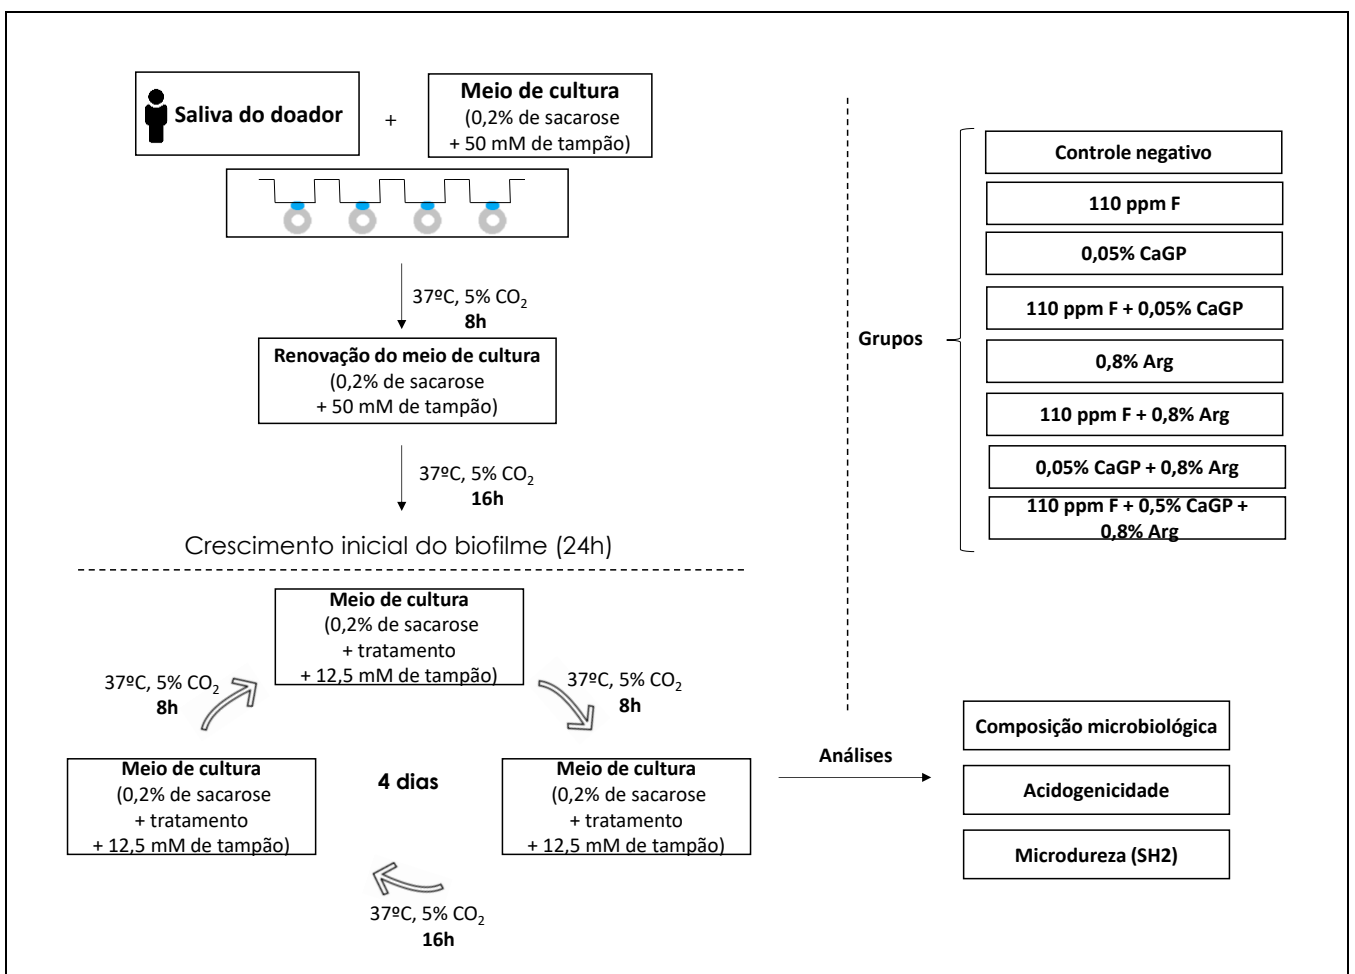 Saliva do doador
+
Meio de cultura
(0,2% de sacarose
+ 50 mM de tampão)
37ºC, 5% CO2
8h
Renovação do meio de cultura
(0,2% de sacarose
+ 50 mM de tampão)
37ºC, 5% CO2
16h
Crescimento inicial do biofilme (24h)
Meio de cultura
(0,2% de sacarose
+ tratamento
+ 12,5 mM de tampão)
37ºC, 5% CO2
8h
37ºC, 5% CO2
8h
Meio de cultura
(0,2% de sacarose
+ tratamento
+ 12,5 mM de tampão)
4 dias
Meio de cultura
(0,2% de sacarose
+ tratamento
+ 12,5 mM de tampão)
37ºC, 5% CO2
16h
Grupos
Controle negativo
110 ppm F
0,05% CaGP
110 ppm F + 0,05% CaGP
0,8% Arg
110 ppm F + 0,8% Arg
0,05% CaGP + 0,8% Arg
110 ppm F + 0,5% CaGP +
0,8% Arg
Análises
Composição microbiológica
Acidogenicidade
Microdureza (SH2)